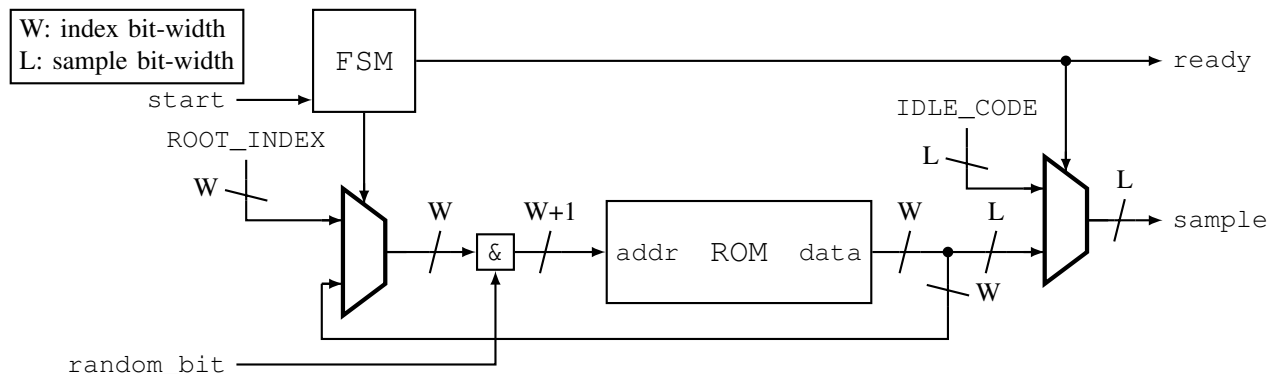 W: index bit-width
L: sample bit-width
FSM
ready
start
IDLE_CODE
ROOT_INDEX
L
W
L
W
W+1
W
L
sample
&
addr ROM data
W
random bit